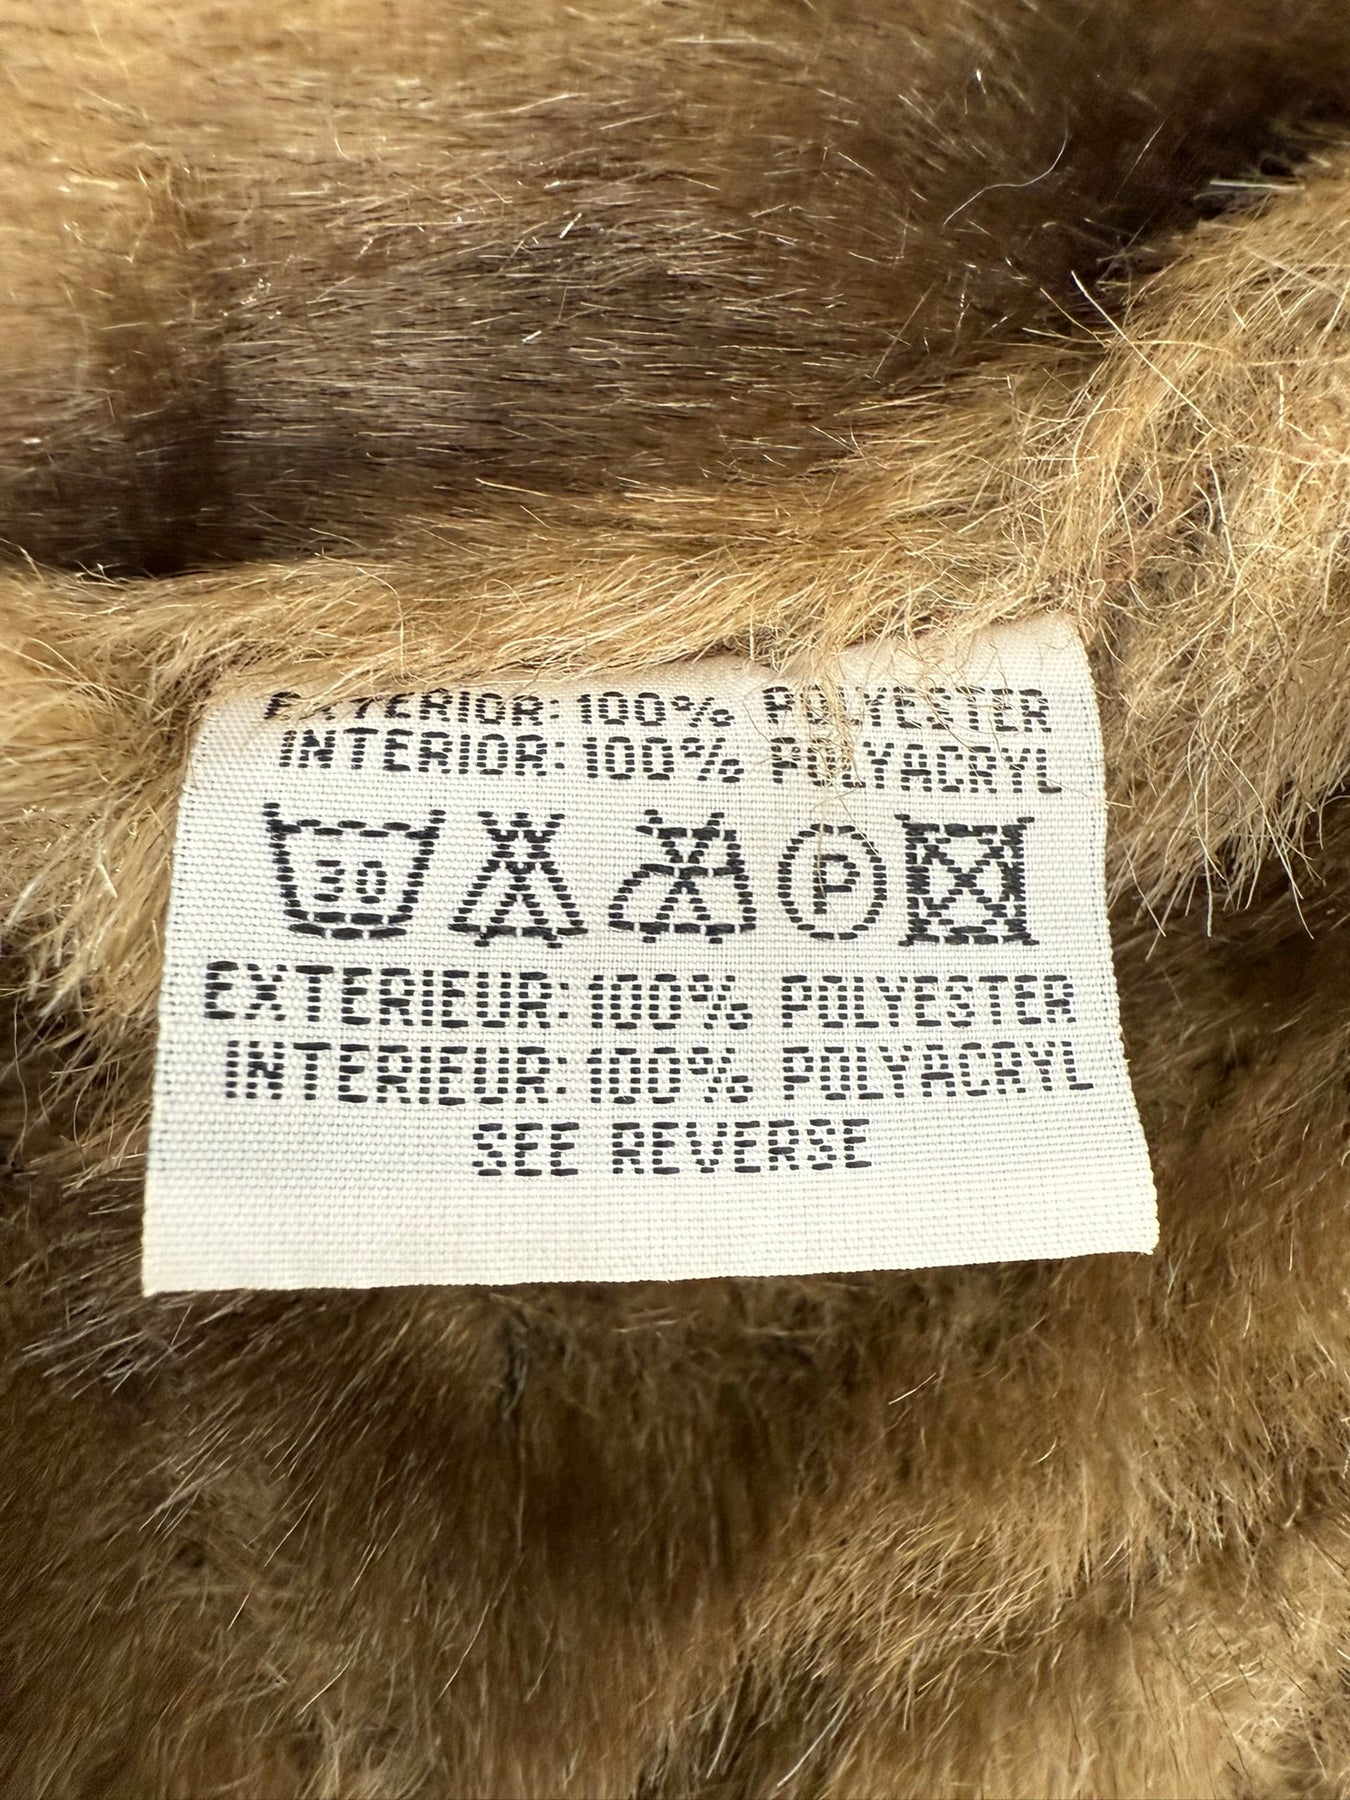 EXTERIOR: 100% POLYESTER
INTERIOR: 100% POLYACRYL
30 P
EXTERIEUR: 100% POLYESTER
INTERIEUR: 100% POLYACRYL
SEE REVERSE